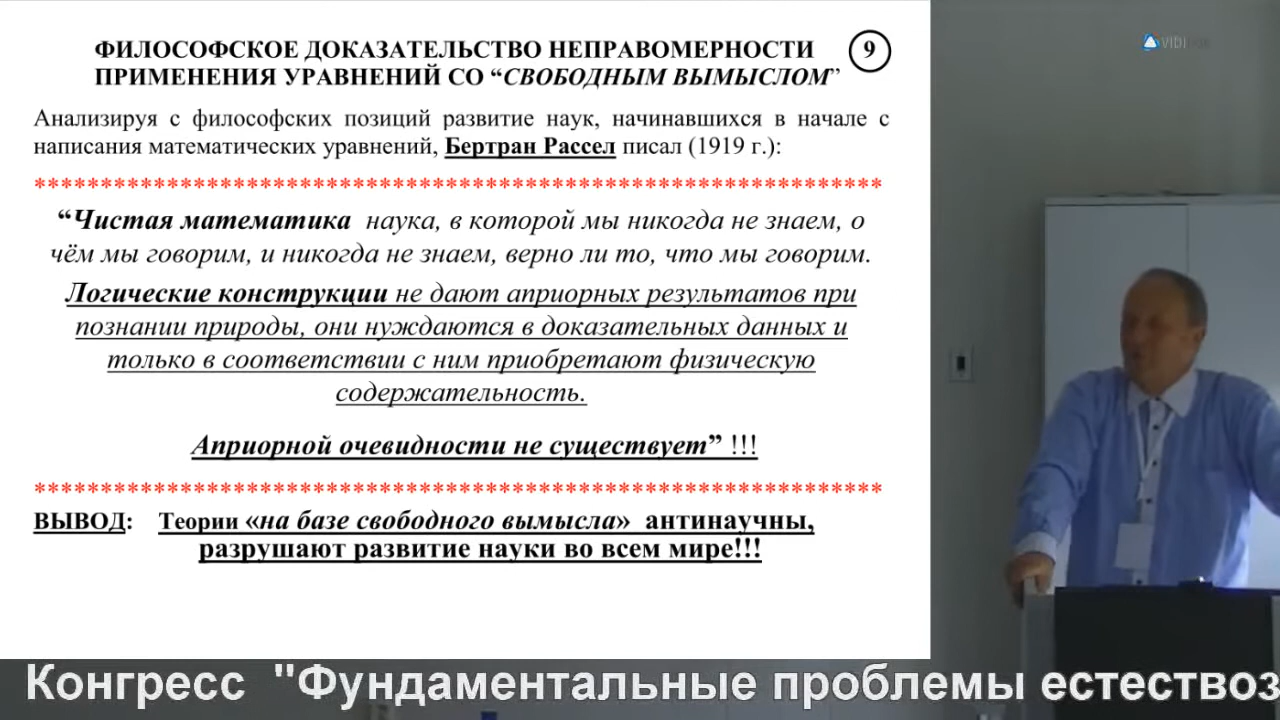 ФИЛОСОФСКОЕ ДОКАЗАТЕЛЬСТВО НЕПРАВОМЕРНОСТИ
ПРИМЕНЕНИЯ УРАВНЕНИЙ СО “СВОБОДНЫМ ВЫМЫСЛОМ”
9
Анализируя с философских позиций развитие наук, начинавшихся в начале с
написания математических уравнений, Бертран Рассел писал (1919 г.):
****************************************************************
“Чистая математика наука, в которой мы никогда не знаем, о
чём мы говорим, и никогда не знаем, верно ли то, что мы говорим.
Логические конструкции не дают априорных результатов при
познании природы, они нуждаются в доказательных данных и
только в соответствии с ним приобретают физическую
содержательность.
Априорной очевидности не существует” !!!
****************************************************************
ВЫВОД: Теории «на базе свободного вымысла» антинаучны,
разрушают развитие науки во всем мире!!!
Конгресс "Фундаментальные проблемы естествоз